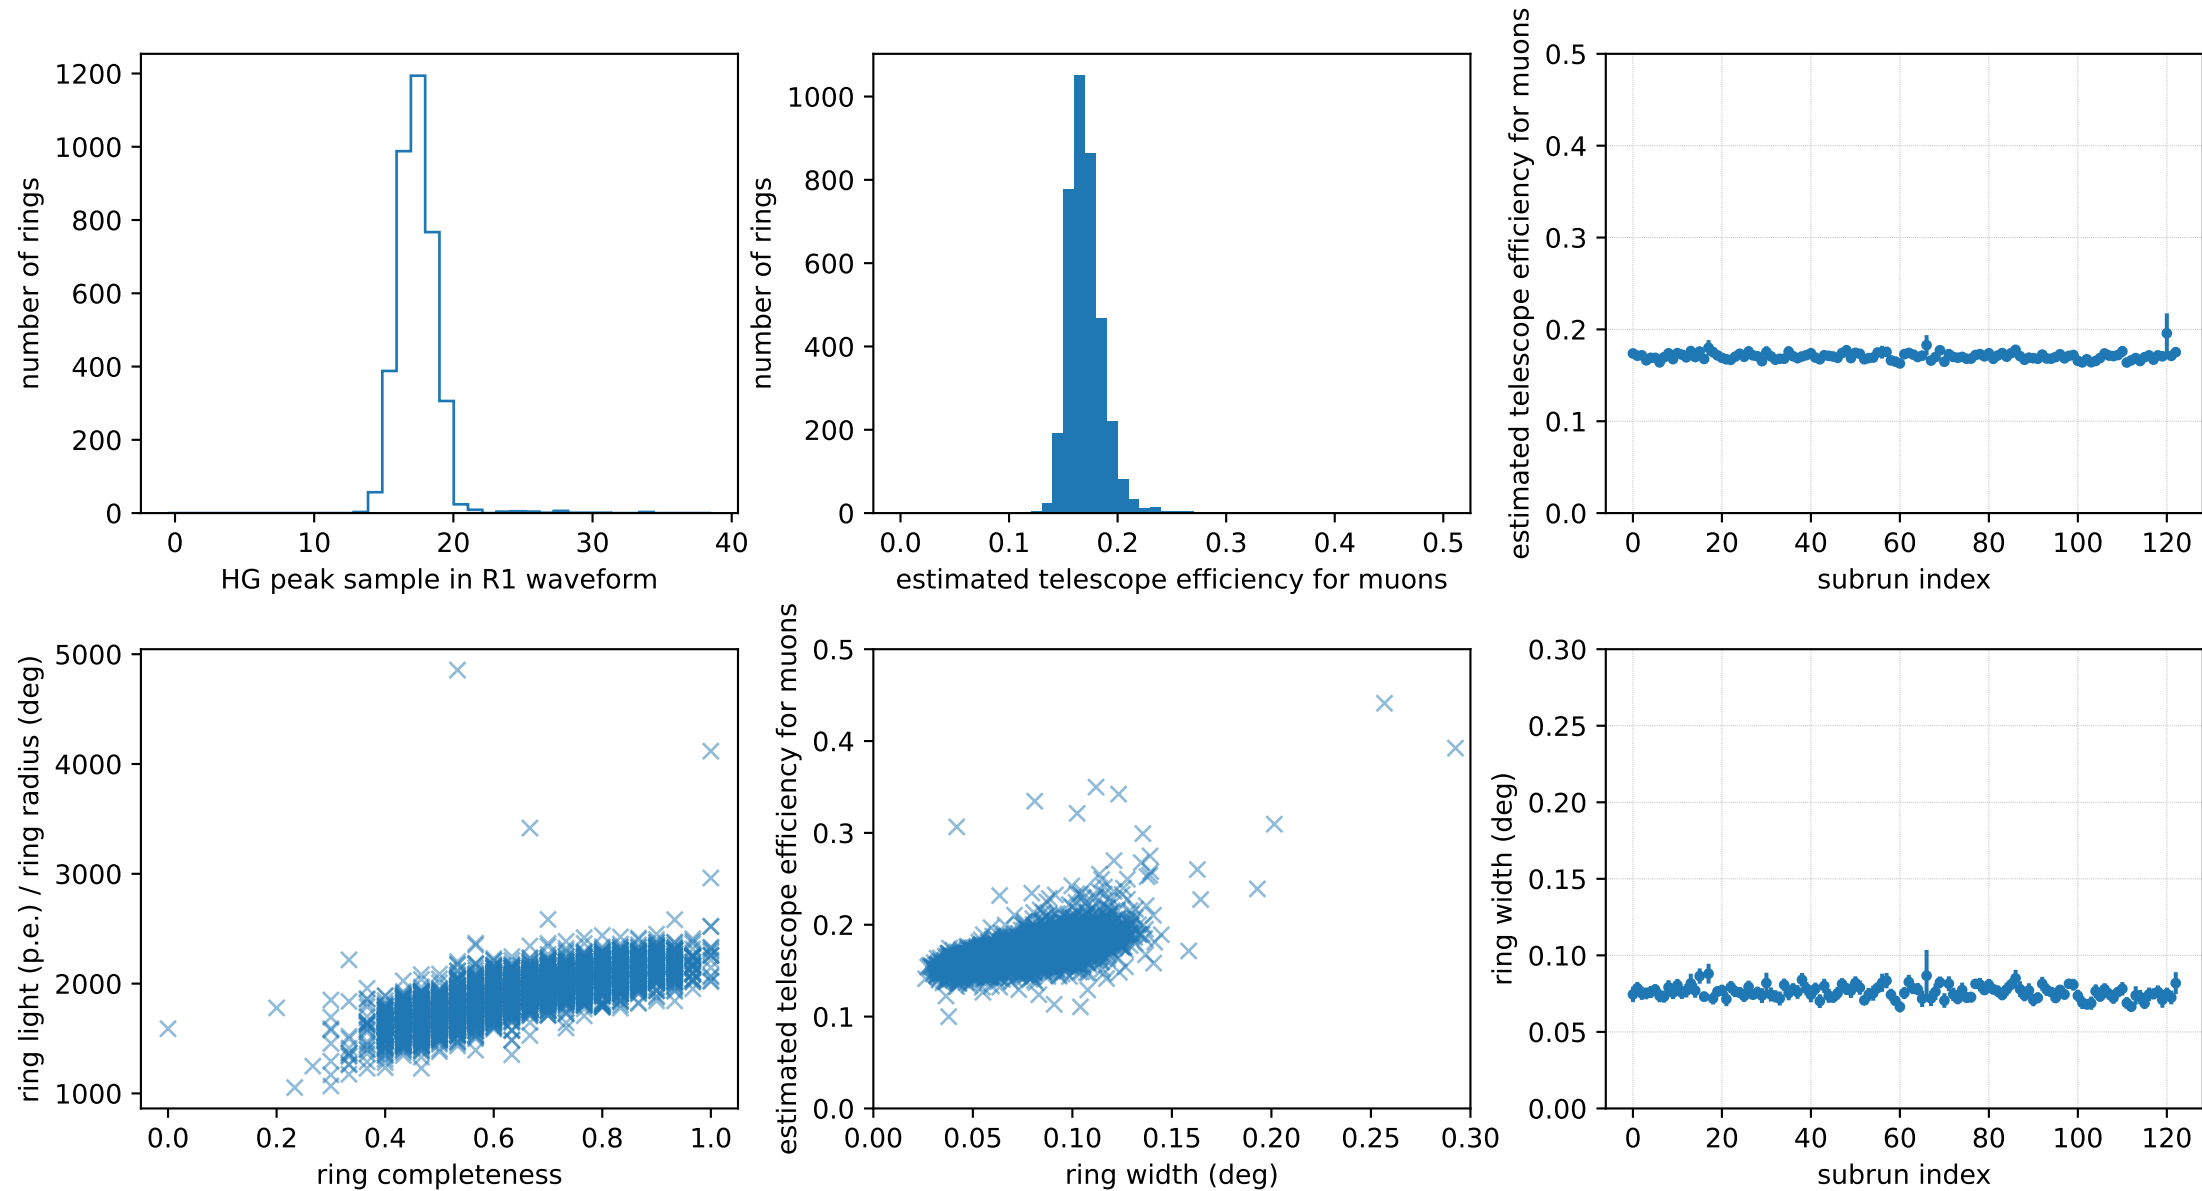 number of rings
1200
1000
800
600
400
200
0
0 10 20 30 40
HG peak sample in R1 waveform
number of rings
1000
800
600
400
200
0
0.0 0.1 0.2 0.3 0.4 0.5
estimated telescope efficiency for muons
estimated telescope efficiency for muons
0.5
0.4
0.3
0.2
0.1
0.0
0 20 40 60 80 100 120
subrun index
ring light (p.e.) / ring radius (deg)
5000
4000
3000
2000
1000
0.0 0.2 0.4 0.6 0.8 1.0
ring completeness
estimated telescope efficiency for muons
0.5
0.4
0.3
0.2
0.1
0.0
0.00 0.05 0.10 0.15 0.20 0.25 0.30
ring width (deg)
ring width (deg)
0.30
0.25
0.20
0.15
0.10
0.05
0.00
0 20 40 60 80 100 120
subrun index